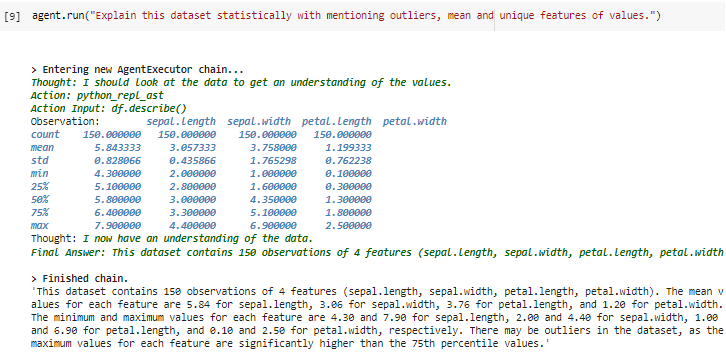 [9] agent.run("Explain this dataset statistically with mentioning outliers, mean and unique features of values.")
> Entering new AgentExecutor chain...
Thought: I should look at the data to get an understanding of the values.
Action: python_repl_ast
Action Input: df.describe()
Observation:       sepal.length  sepal.width  petal.length  petal.width
count    150.000000   150.000000    150.000000   150.000000
mean       5.843333     3.057333      3.758000     1.199333
std        0.828066     0.435866      1.765298     0.762238
min        4.300000     2.000000      1.000000     0.100000
25%        5.100000     2.800000      1.600000     0.300000
50%        5.800000     3.000000      4.350000     1.300000
75%        6.400000     3.300000      5.100000     1.800000
max        7.900000     4.400000      6.900000     2.500000
Thought: I now have an understanding of the data.
Final Answer: This dataset contains 150 observations of 4 features (sepal.length, sepal.width, petal.length, petal.width
> Finished chain.
'This dataset contains 150 observations of 4 features (sepal.length, sepal.width, petal.length, petal.width). The mean v
alues for each feature are 5.84 for sepal.length, 3.06 for sepal.width, 3.76 for petal.length, and 1.20 for petal.width.
The minimum and maximum values for each feature are 4.30 and 7.90 for sepal.length, 2.00 and 4.40 for sepal.width, 1.00
and 6.90 for petal.length, and 0.10 and 2.50 for petal.width, respectively. There may be outliers in the dataset, as the
maximum values for each feature are significantly higher than the 75th percentile values.'